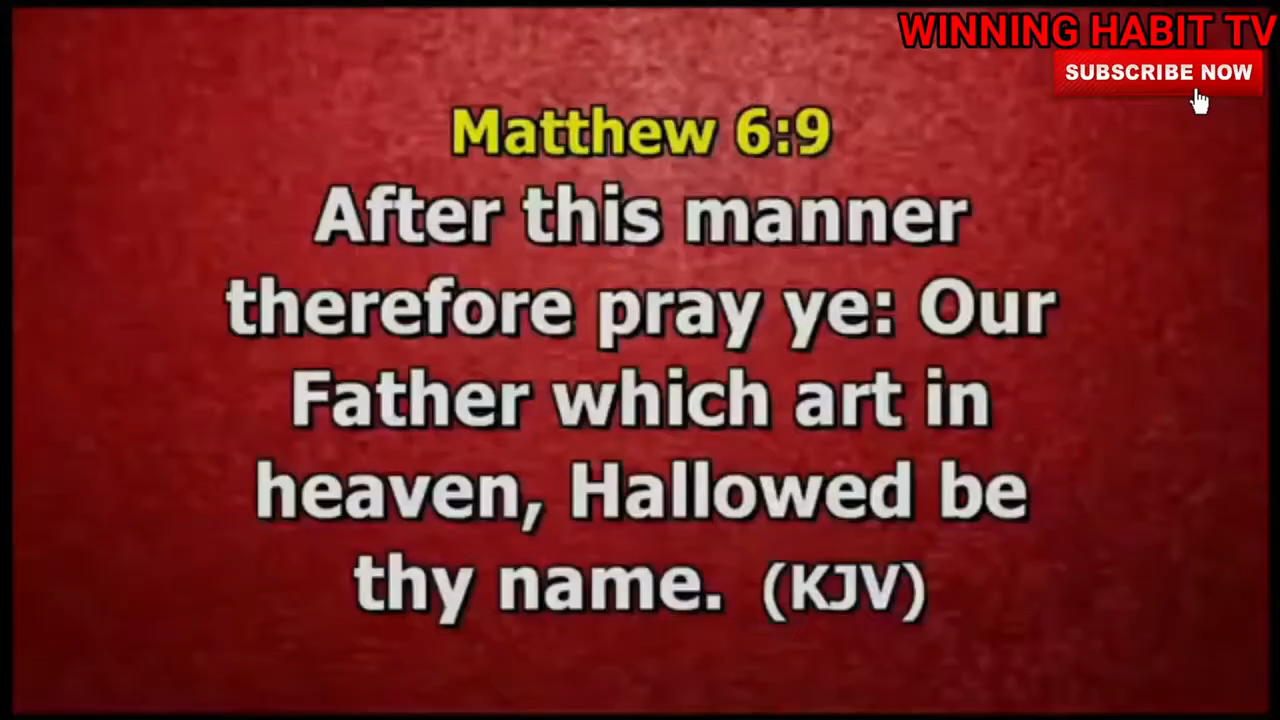 WINNING HABIT TV
SUBSCRIBE NOW
Matthew 6:9
After this manner
therefore pray ye: Our
Father which art in
heaven, Hallowed be
thy name. (KJV)